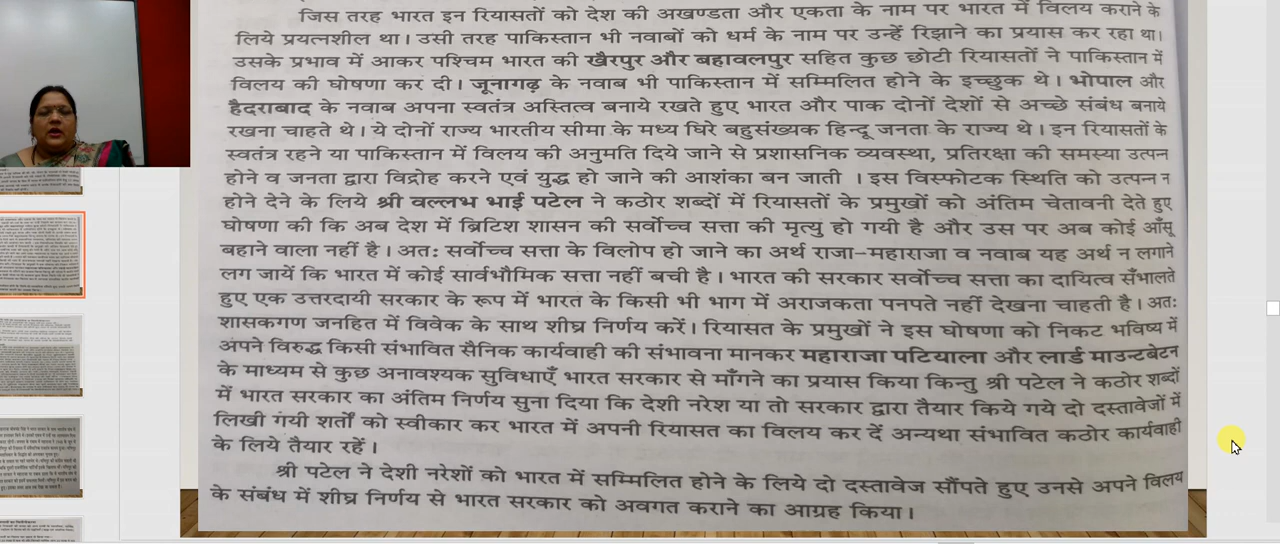 जिस तरह भारत इन रियासतों को देश की अखण्डता और एकता के नाम पर भारत में विलय कराने के
लिये प्रयत्नशील था। उसी तरह पाकिस्तान भी नवाबों को धर्म के नाम पर उन्हें रिझाने का प्रयास कर रहा था।
उसके प्रभाव में आकर पश्चिम भारत की खैरपुर और बहावलपुर सहित कुछ छोटी रियासतों ने पाकिस्तान में
विलय की घोषणा कर दी। जूनागढ़ के नवाब भी पाकिस्तान में सम्मिलित होने के इच्छुक थे। भोपाल और
हैदराबाद के नवाब अपना स्वतंत्र अस्तित्व बनाये रखते हुए भारत और पाक दोनों देशों से अच्छे संबंध बनाये
रखना चाहते थे। ये दोनों राज्य भारतीय सीमा के मध्य घिरे बहुसंख्यक हिन्दू जनता के राज्य थे। इन रियासतों के
स्वतंत्र रहने या पाकिस्तान में विलय की अनुमति दिये जाने से प्रशासनिक व्यवस्था, प्रतिरक्षा की समस्या उत्पन्न
होने व जनता द्वारा विद्रोह करने एवं युद्ध हो जाने की आशंका बन जाती । इस विस्फोटक स्थिति को उत्पन्न न
होने देने के लिये श्री वल्लभ भाई पटेल ने कठोर शब्दों में रियासतों के प्रमुखों को अंतिम चेतावनी देते हुए
घोषणा की कि अब देश में ब्रिटिश शासन की सर्वोच्च सत्ता को मृत्यु हो गयी है और उस पर अब कोई आँसू
बहाने वाला नहीं है। अतः सर्वोच्च सत्ता के विलोप हो जाने का अर्थ राजा-महाराजा व नवाब यह अर्थ न लगाने
लग जायें कि भारत में कोई सार्वभौमिक सत्ता नहीं बची है। भारत की सरकार सर्वोच्च सत्ता का दायित्व सँभालते
हुए एक उत्तरदायी सरकार के रूप में भारत के किसी भी भाग में अराजकता पनपते नहीं देखना चाहती है। अतः
शासकगण जनहित में विवेक के साथ शीघ्र निर्णय करें। रियासत के प्रमुखों ने इस घोषणा को निकट भविष्य में
अपने विरुद्ध किसी संभावित सैनिक कार्यवाही की संभावना मानकर महाराजा पटियाला और लार्ड माउन्टबेटन
के माध्यम से कुछ अनावश्यक सुविधाएँ भारत सरकार से माँगने का प्रयास किया किन्तु श्री पटेल ने कठोर शब्दों
में भारत सरकार का अंतिम निर्णय सुना दिया कि देशी नरेश या तो सरकार द्वारा तैयार किये गये दो दस्तावेजों में
लिखी गयी शर्तों को स्वीकार कर भारत में अपनी रियासत का विलय कर दें अन्यथा संभावित कठोर कार्यवाही
के लिये तैयार रहें।
श्री पटेल ने देशी नरेशों को भारत में सम्मिलित होने के लिये दो दस्तावेज सौंपते हुए उनसे अपने विलय
के संबंध में शीघ्र निर्णय से भारत सरकार को अवगत कराने का आग्रह किया।